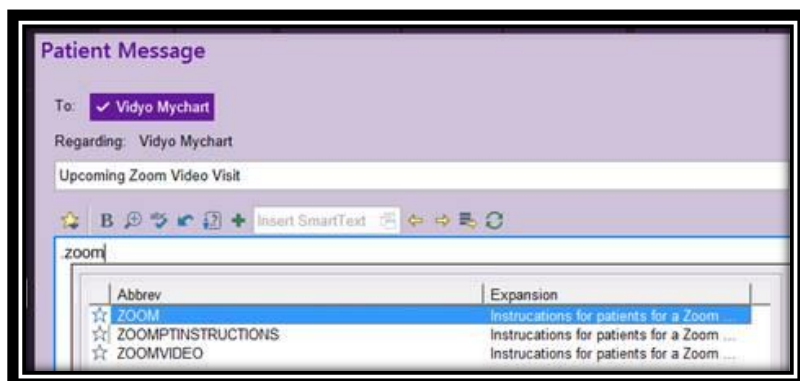 Patient Message
To: Vidyo Mychart
Regarding: Vidyo Mychart
Upcoming Zoom Video Visit
B abc Insert SmartText
.zoom
Abbrev Expansion
ZOOM Instrucations for patients for a Zoom ...
ZOOMPTINSTRUCTIONS Instrucations for patients for a Zoom ...
ZOOMVIDEO Instrucations for patients for a Zoom ...